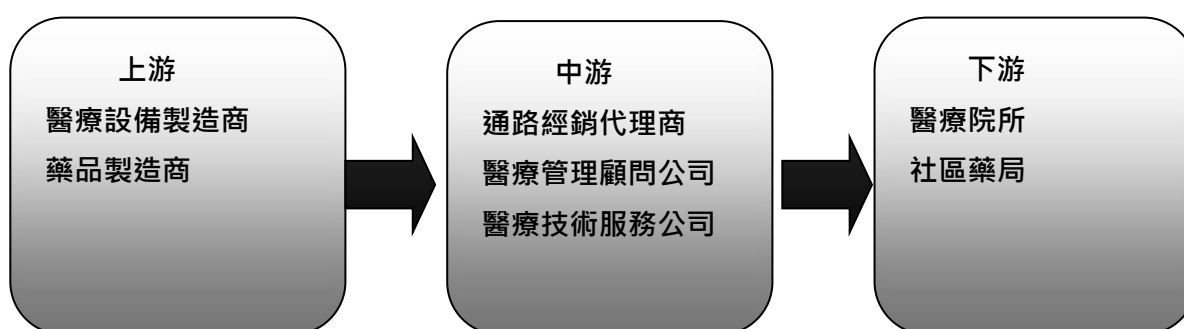 上游
醫療設備製造商
藥品製造商
中游
通路經銷代理商
醫療管理顧問公司
醫療技術服務公司
下游
醫療院所
社區藥局